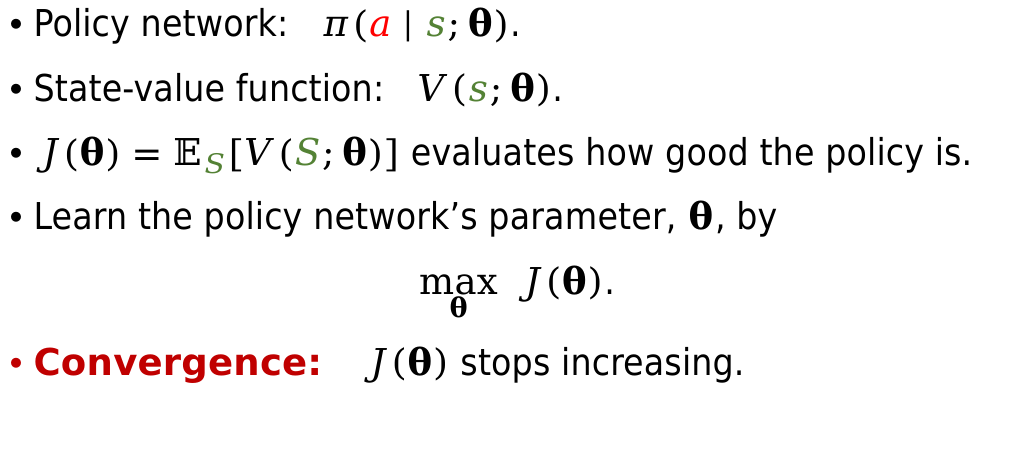 • Policy network: π(a | s; θ).
• State-value function: V(s; θ).
• J(θ) = 𝔼_S[V(S; θ)] evaluates how good the policy is.
• Learn the policy network’s parameter, θ, by
max J(θ).
θ
• Convergence: J(θ) stops increasing.